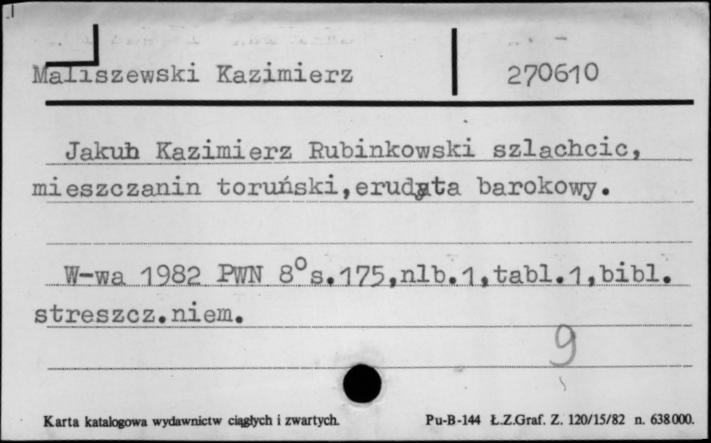 Maliszewski Kazimierz 270610
Jakub Kazimierz Rubinkowski szlachcic,
mieszczanin toruński,erudyta barokowy.
W-wa 1982 PWN 8° s.175,nlb.1,tabl.1,bibl.
streszcz.niem.
9
Karta katalogowa wydawnictw ciągłych i zwartych. Pu-B-144 Ł.Z.Graf. Z. 120/15/82 n. 638000.